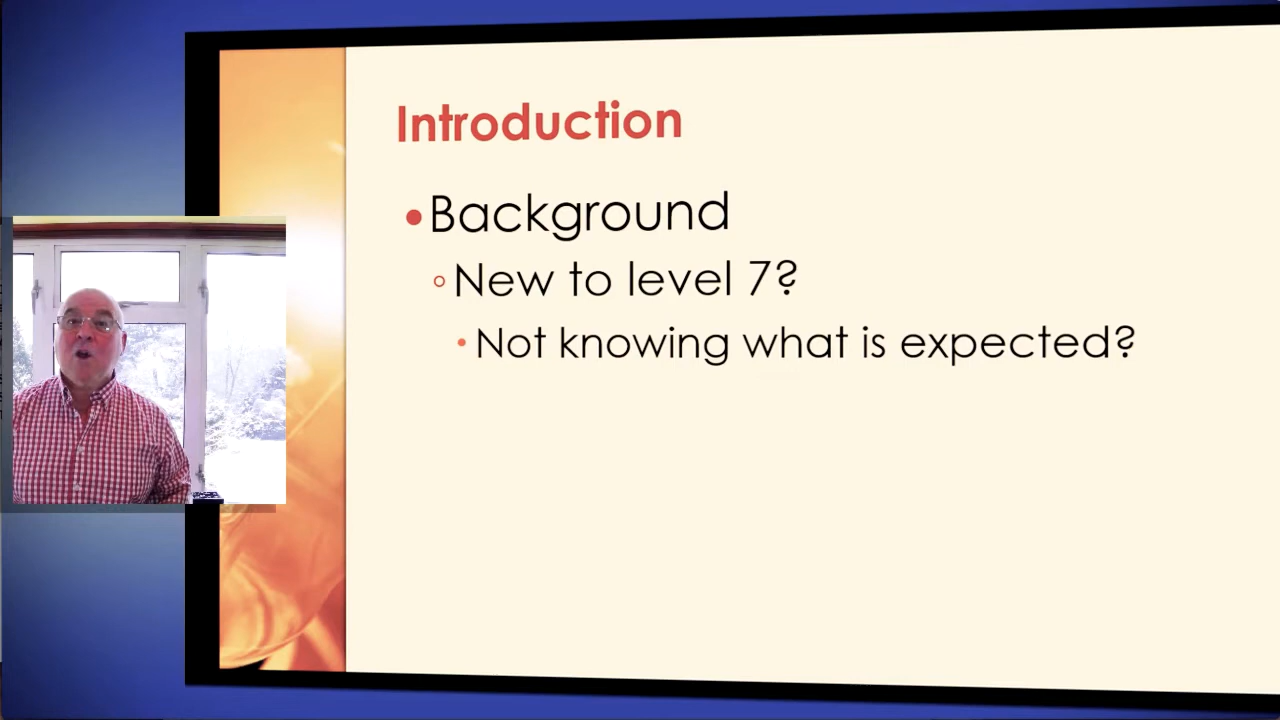 Introduction
•Background
◦New to level 7?
•Not knowing what is expected?